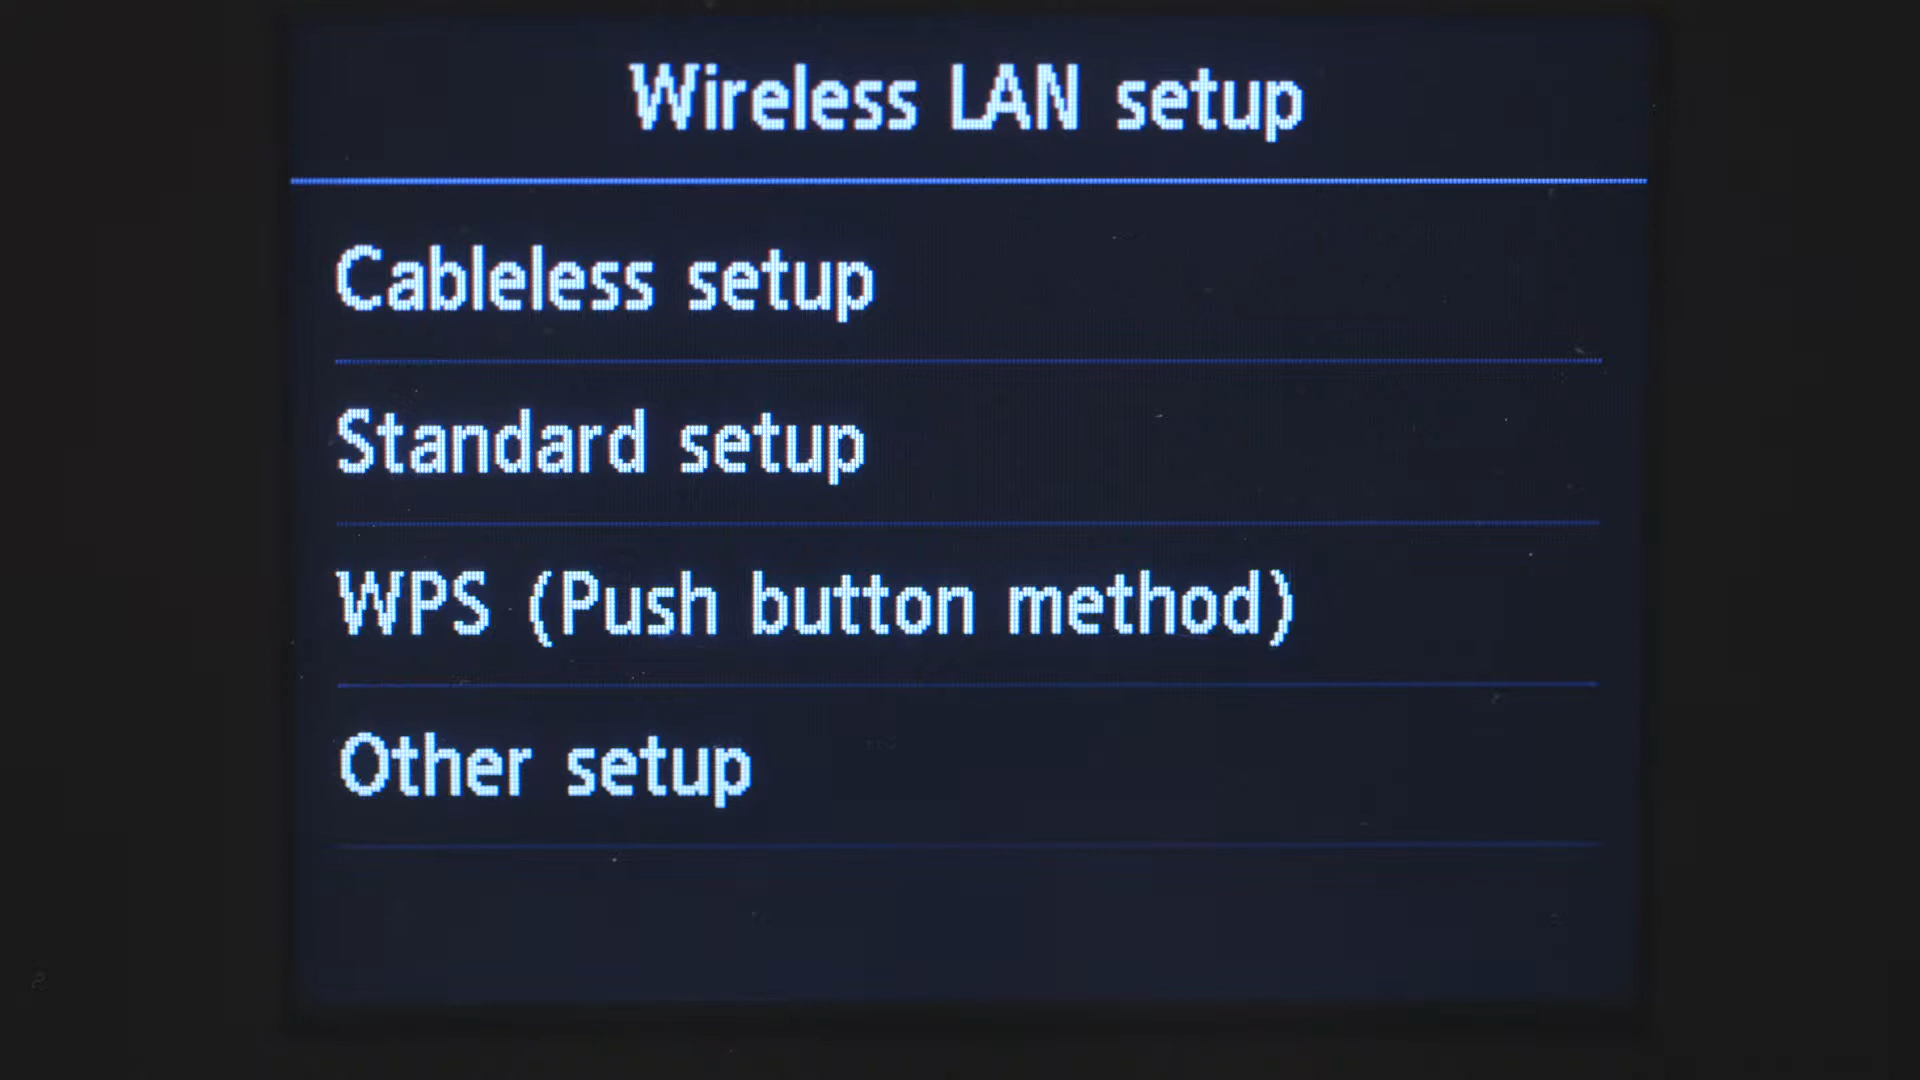 Wireless LAN setup
Cableless setup
Standard setup
WPS (Push button method)
Other setup